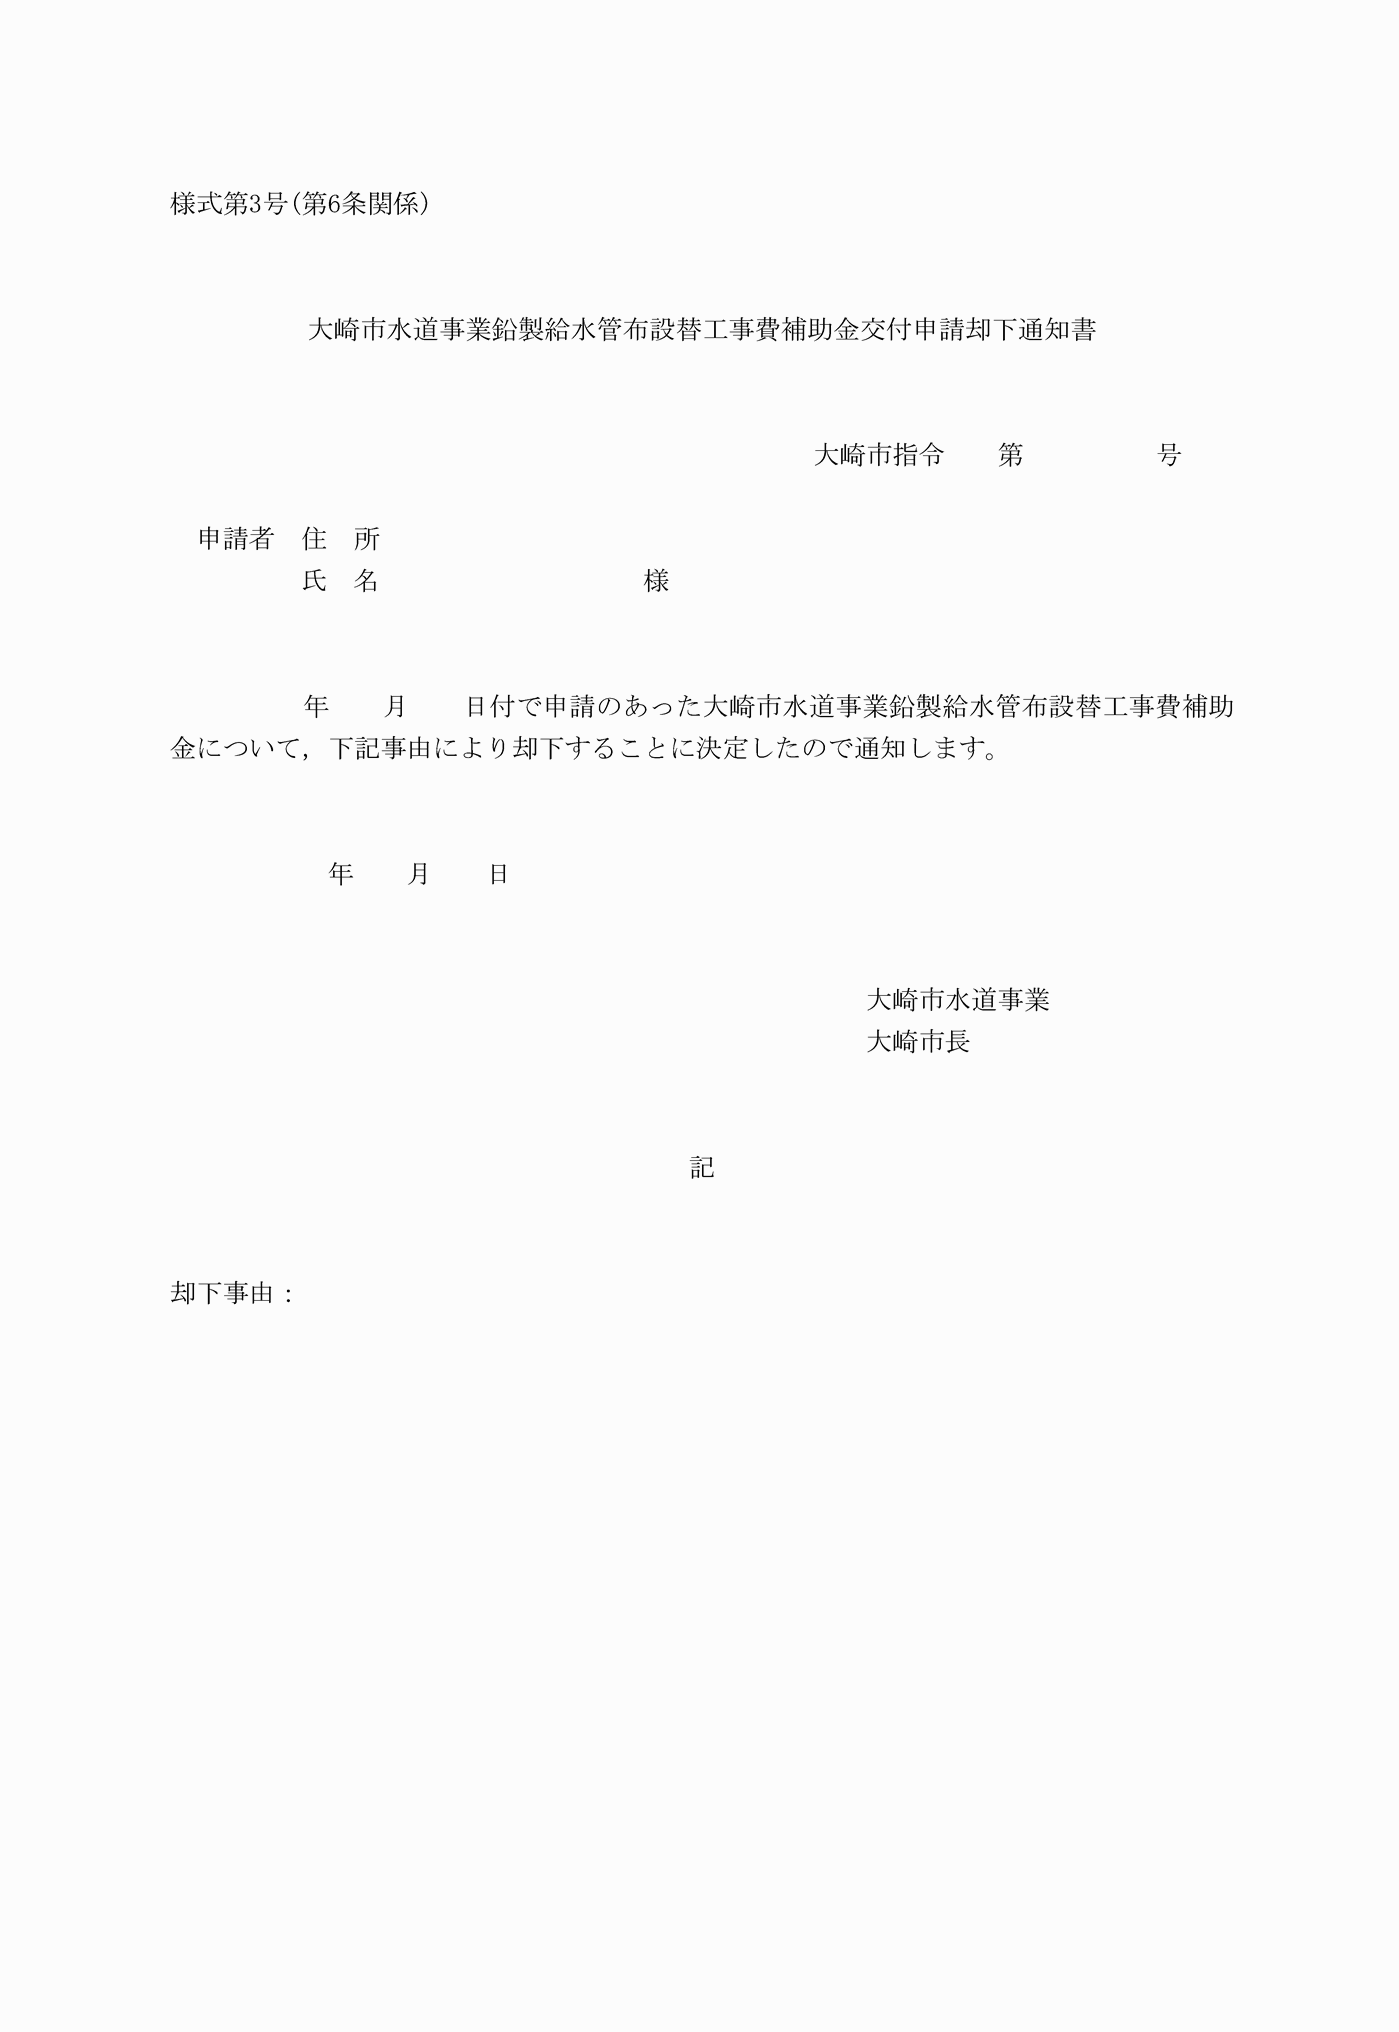 様式第3号(第6条関係)
大崎市水道事業鉛製給水管布設替工事費補助金交付申請却下通知書
大崎市指令　　第　　　　　号
申請者　住　所
氏　名　　　　　　　　　　様
年　　月　　日付で申請のあった大崎市水道事業鉛製給水管布設替工事費補助
金について，下記事由により却下することに決定したので通知します。
年　　月　　日
大崎市水道事業
大崎市長
記
却下事由：